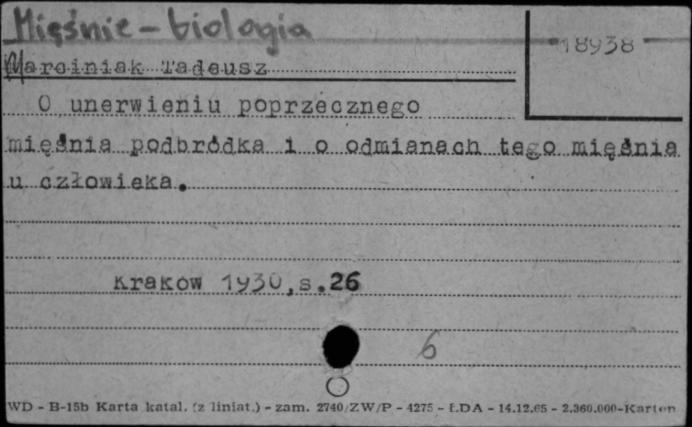 Mięśnie - biologia
18938
Marciniak Tadeusz
O unerwieniu poprzecznego
mięśnia podbródka i o odmianach tego mięśnia
u człowieka.
Kraków 1930, s. 26
6
WD - B-15b Karta katal. (z liniat.) - zam. 2740/ZW/P - 4275 - ŁDA - 14.12.65 - 2.360.000-Karton